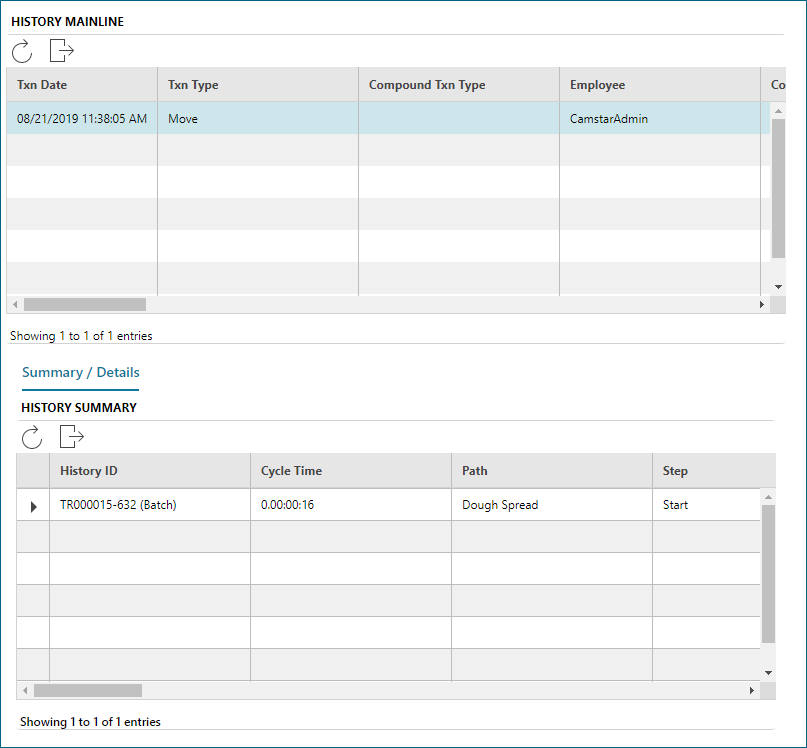 HISTORY MAINLINE
Txn Date Txn Type Compound Txn Type Employee Co
08/21/2019 11:38:05 AM Move CamstarAdmin
Showing 1 to 1 of 1 entries
Summary / Details
HISTORY SUMMARY
History ID Cycle Time Path Step
TR000015-632 (Batch) 0.00:00:16 Dough Spread Start
Showing 1 to 1 of 1 entries